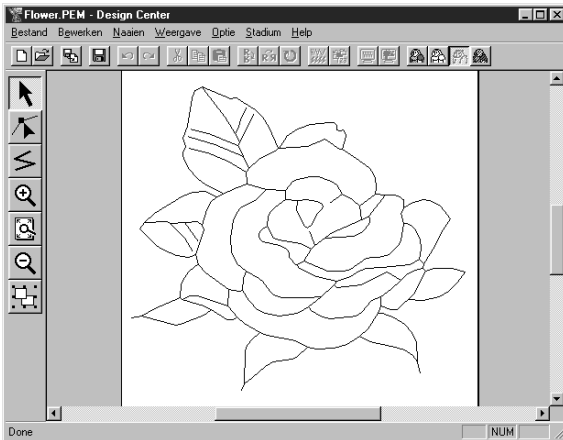 Flower.PEM - Design Center
Bestand Bewerken Naaien Weergave Optie Stadium Help
Done NUM